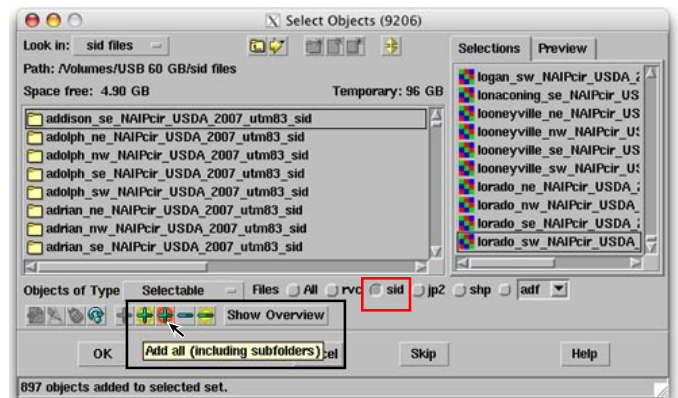 X Select Objects (9206)
Look in: sid files
Path: /Volumes/USB 60 GB/sid files
Space free: 4.90 GB Temporary: 96 GB
addison_se_NAIPcir_USDA_2007_utm83_sid
adolph_ne_NAIPcir_USDA_2007_utm83_sid
adolph_nw_NAIPcir_USDA_2007_utm83_sid
adolph_se_NAIPcir_USDA_2007_utm83_sid
adolph_sw_NAIPcir_USDA_2007_utm83_sid
adrian_ne_NAIPcir_USDA_2007_utm83_sid
adrian_nw_NAIPcir_USDA_2007_utm83_sid
adrian_se_NAIPcir_USDA_2007_utm83_sid
Selections Preview
logan_sw_NAIPcir_USDA_
lonaconing_se_NAIPcir_US
looneyville_ne_NAIPcir_US
looneyville_nw_NAIPcir_US
looneyville_se_NAIPcir_US
looneyville_sw_NAIPcir_US
lorado_ne_NAIPcir_USDA_
lorado_nw_NAIPcir_USDA_
lorado_se_NAIPcir_USDA_
lorado_sw_NAIPcir_USDA_
Objects of Type Selectable Files All rvc sid jp2 shp adf
Show Overview
OK Add all (including subfolders) cel Skip Help
897 objects added to selected set.